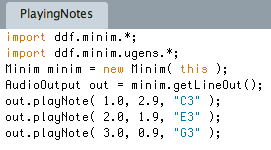 PlayingNotes
import ddf.minim.*;
import ddf.minim.ugens.*;
Minim minim = new Minim( this );
AudioOutput out = minim.getLineOut();
out.playNote( 1.0, 2.9, "C3" );
out.playNote( 2.0, 1.9, "E3" );
out.playNote( 3.0, 0.9, "G3" );